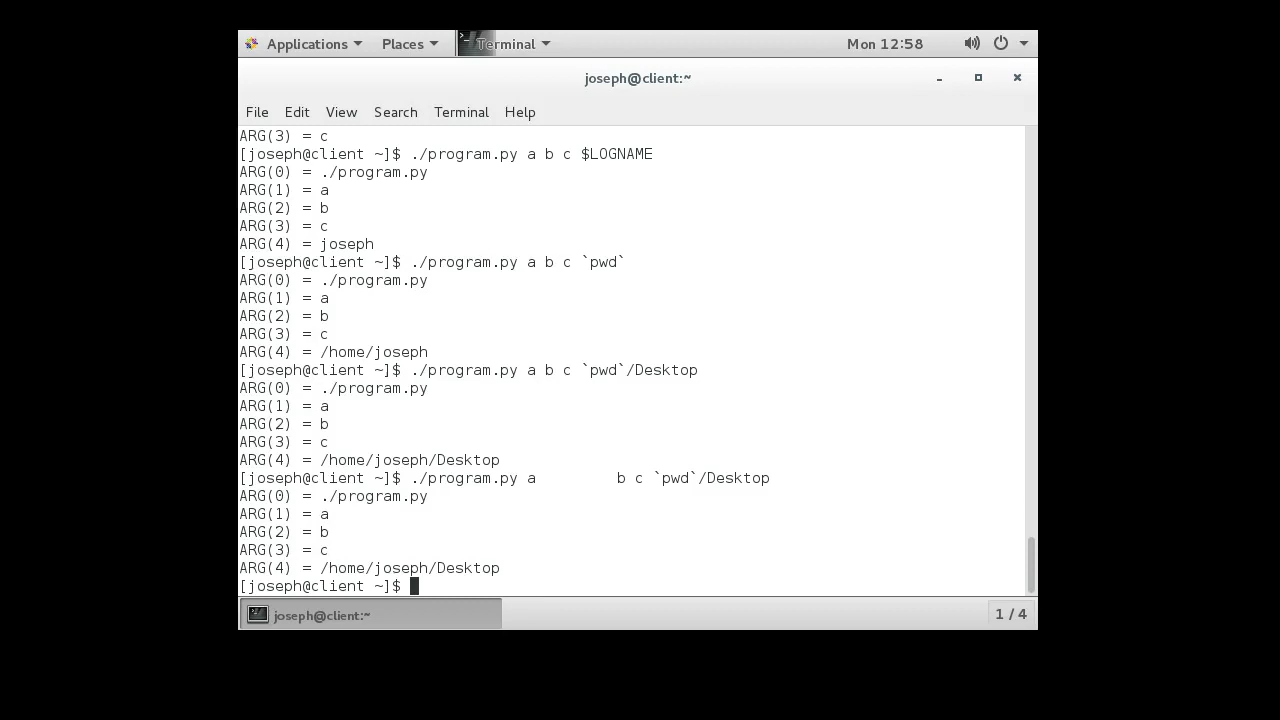 Applications Places Terminal Mon 12:58
joseph@client:~
File Edit View Search Terminal Help
ARG(3) = c
[joseph@client ~]$ ./program.py a b c $LOGNAME
ARG(0) = ./program.py
ARG(1) = a
ARG(2) = b
ARG(3) = c
ARG(4) = joseph
[joseph@client ~]$ ./program.py a b c `pwd`
ARG(0) = ./program.py
ARG(1) = a
ARG(2) = b
ARG(3) = c
ARG(4) = /home/joseph
[joseph@client ~]$ ./program.py a b c `pwd`/Desktop
ARG(0) = ./program.py
ARG(1) = a
ARG(2) = b
ARG(3) = c
ARG(4) = /home/joseph/Desktop
[joseph@client ~]$ ./program.py a         b c `pwd`/Desktop
ARG(0) = ./program.py
ARG(1) = a
ARG(2) = b
ARG(3) = c
ARG(4) = /home/joseph/Desktop
[joseph@client ~]$
joseph@client:~ 1 / 4